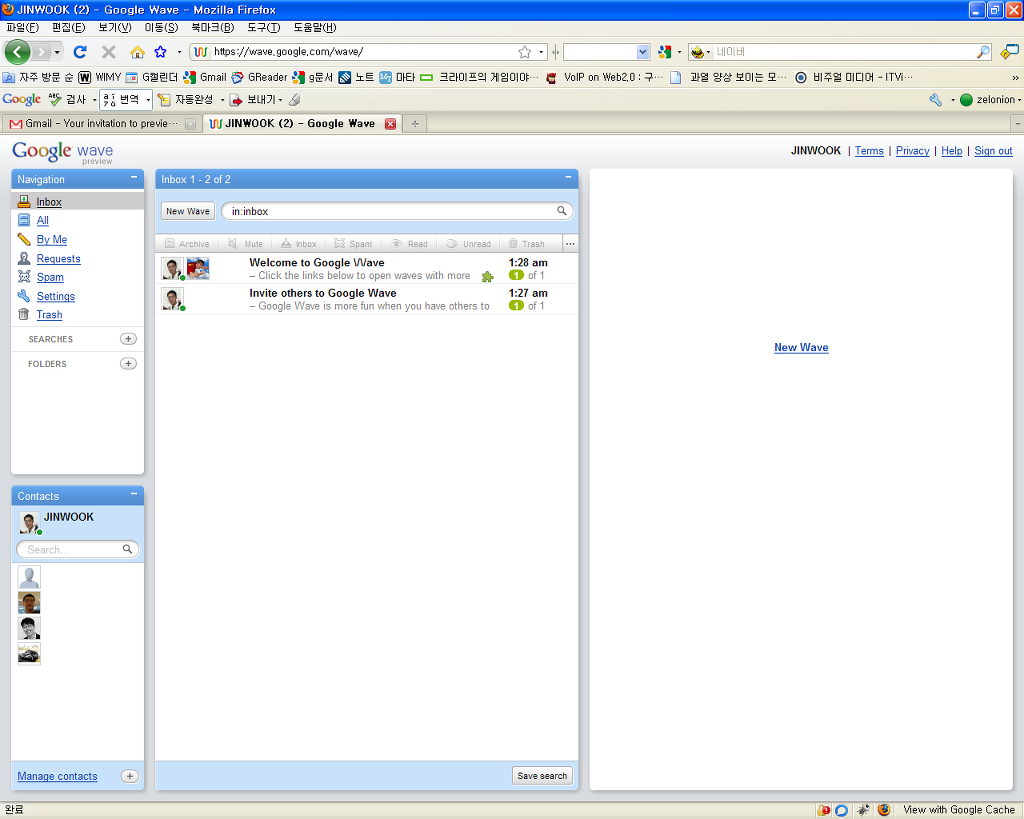 JINWOOK (2) - Google Wave - Mozilla Firefox
파일(F) 편집(E) 보기(V) 이동(S) 북마크(B) 도구(T) 도움말(H)
https://wave.google.com/wave/ 네이버
자주 방문 순 WIMY G캘린더 Gmail GReader g문서 노트 마타 크라이프의 게임이야… VoIP on Web2.0 : 구… 과열 양상 보이는 모… 비주얼 미디어 - ITVi… »
Google 검사 번역 자동완성 보내기 zelonion
Gmail - Your invitation to previe… JINWOOK (2) - Google Wave
Google wave
preview
JINWOOK | Terms | Privacy | Help | Sign out
Navigation
Inbox
All
By Me
Requests
Spam
Settings
Trash
SEARCHES
FOLDERS
Contacts
JINWOOK
Search...
Manage contacts
Inbox 1 - 2 of 2
New Wave in:inbox
Archive Mute Inbox Spam Read Unread Trash ...
Welcome to Google Wave 1:28 am
– Click the links below to open waves with more 1 of 1
Invite others to Google Wave 1:27 am
– Google Wave is more fun when you have others to 1 of 1
Save search
New Wave
완료 View with Google Cache